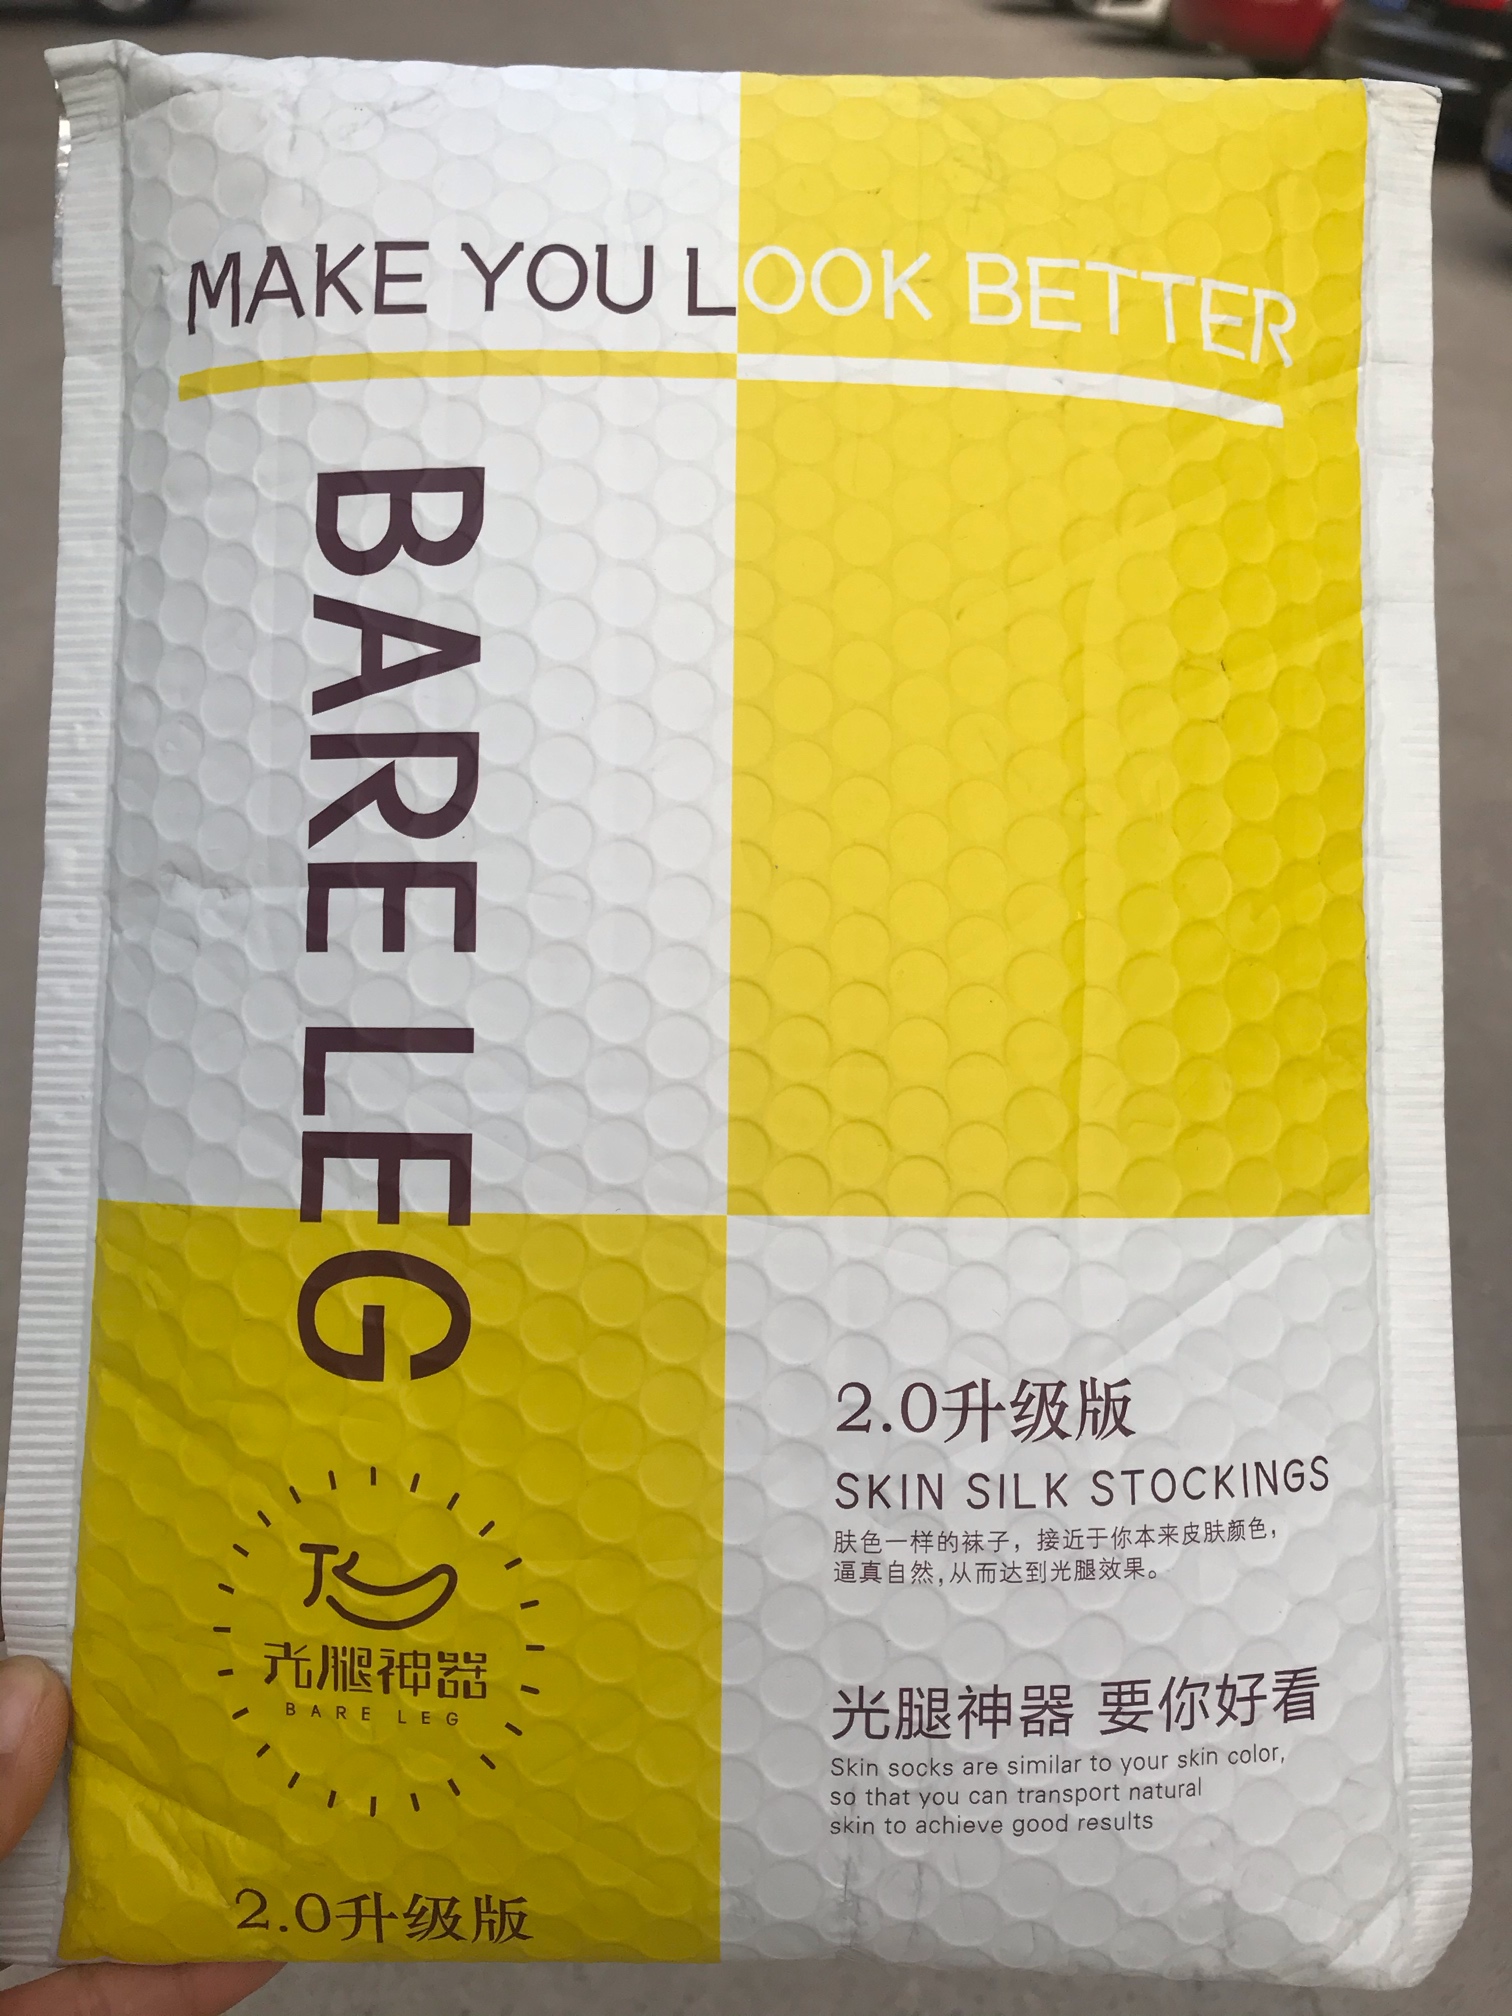 MAKE YOU LOOK BETTER
BARE LEG
2.0升级版
SKIN SILK STOCKINGS
肤色一样的袜子，接近于你本来皮肤颜色，
逼真自然，从而达到光腿效果。
光腿神器
BARE LEG
光腿神器 要你好看
Skin socks are similar to your skin color,
so that you can transport natural
skin to achieve good results
2.0升级版